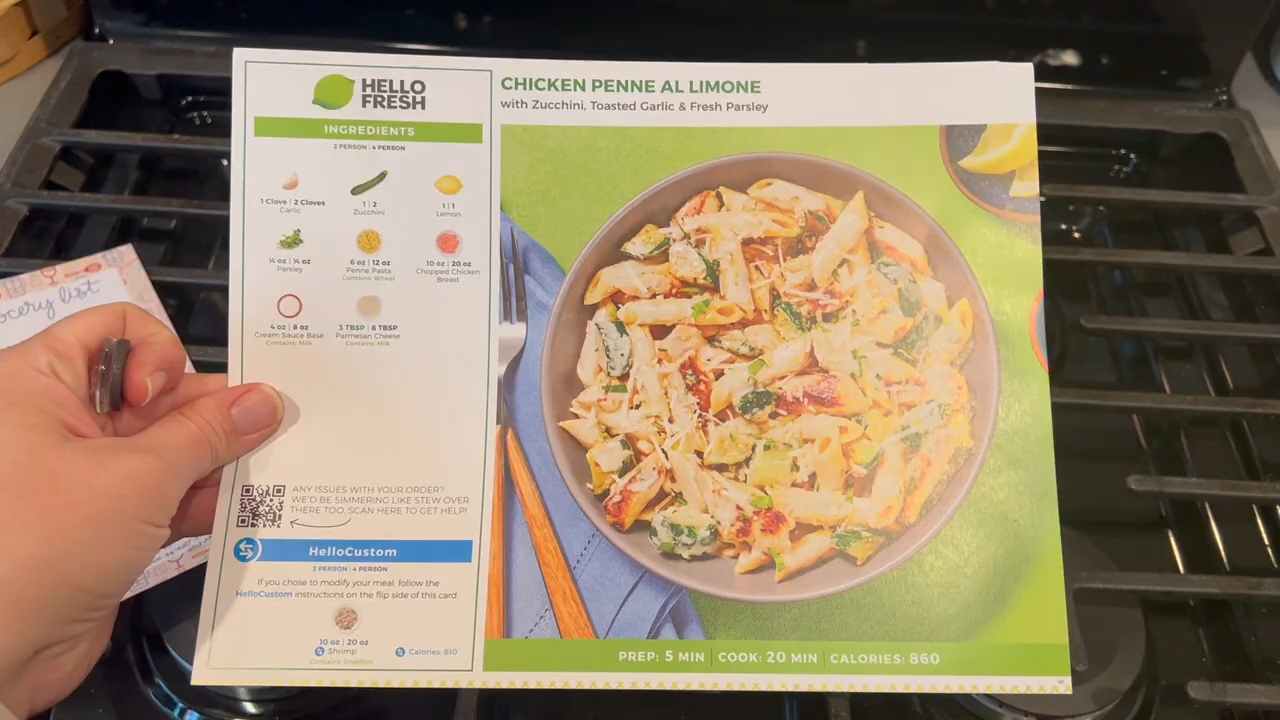 HELLO
FRESH
INGREDIENTS
2 PERSON | 4 PERSON
1 Clove | 2 Cloves
Garlic
1 | 2
Zucchini
1 | 1
Lemon
¼ oz | ¼ oz
Parsley
6 oz | 12 oz
Penne Pasta
Contains: Wheat
10 oz | 20 oz
Chopped Chicken
Breast
4 oz | 8 oz
Cream Sauce Base
Contains: Milk
3 TBSP | 6 TBSP
Parmesan Cheese
Contains: Milk
ANY ISSUES WITH YOUR ORDER?
WE'D BE SIMMERING LIKE STEW OVER
THERE TOO. SCAN HERE TO GET HELP!
HelloCustom
2 PERSON | 4 PERSON
If you chose to modify your meal, follow the
HelloCustom instructions on the flip side of this card.
10 oz | 20 oz
Shrimp
Contains: Shellfish
Calories: 810
CHICKEN PENNE AL LIMONE
with Zucchini, Toasted Garlic & Fresh Parsley
PREP: 5 MIN | COOK: 20 MIN | CALORIES: 860
list